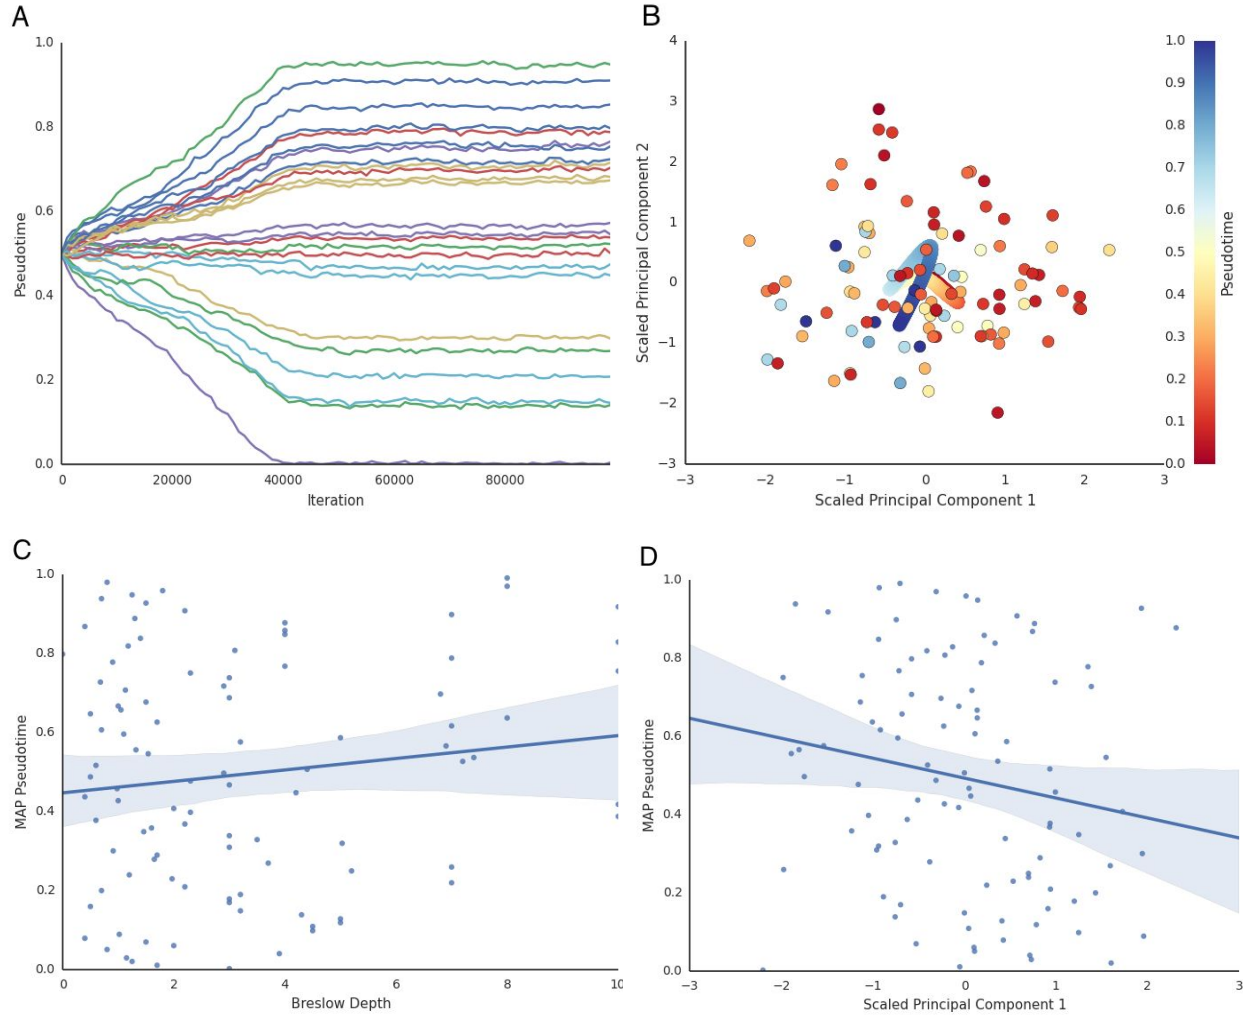 A
1.0
0.8
0.6
0.4
0.2
0.0
Pseudotime
0 20000 40000 60000 80000
Iteration
B
4
3
2
1
0
−1
−2
−3
Scaled Principal Component 2
−3 −2 −1 0 1 2 3
Scaled Principal Component 1
1.0
0.9
0.8
0.7
0.6
0.5
0.4
0.3
0.2
0.1
0.0
Pseudotime
C
1.0
0.8
0.6
0.4
0.2
0.0
MAP Pseudotime
0 2 4 6 8 10
Breslow Depth
D
1.0
0.8
0.6
0.4
0.2
0.0
MAP Pseudotime
−3 −2 −1 0 1 2 3
Scaled Principal Component 1